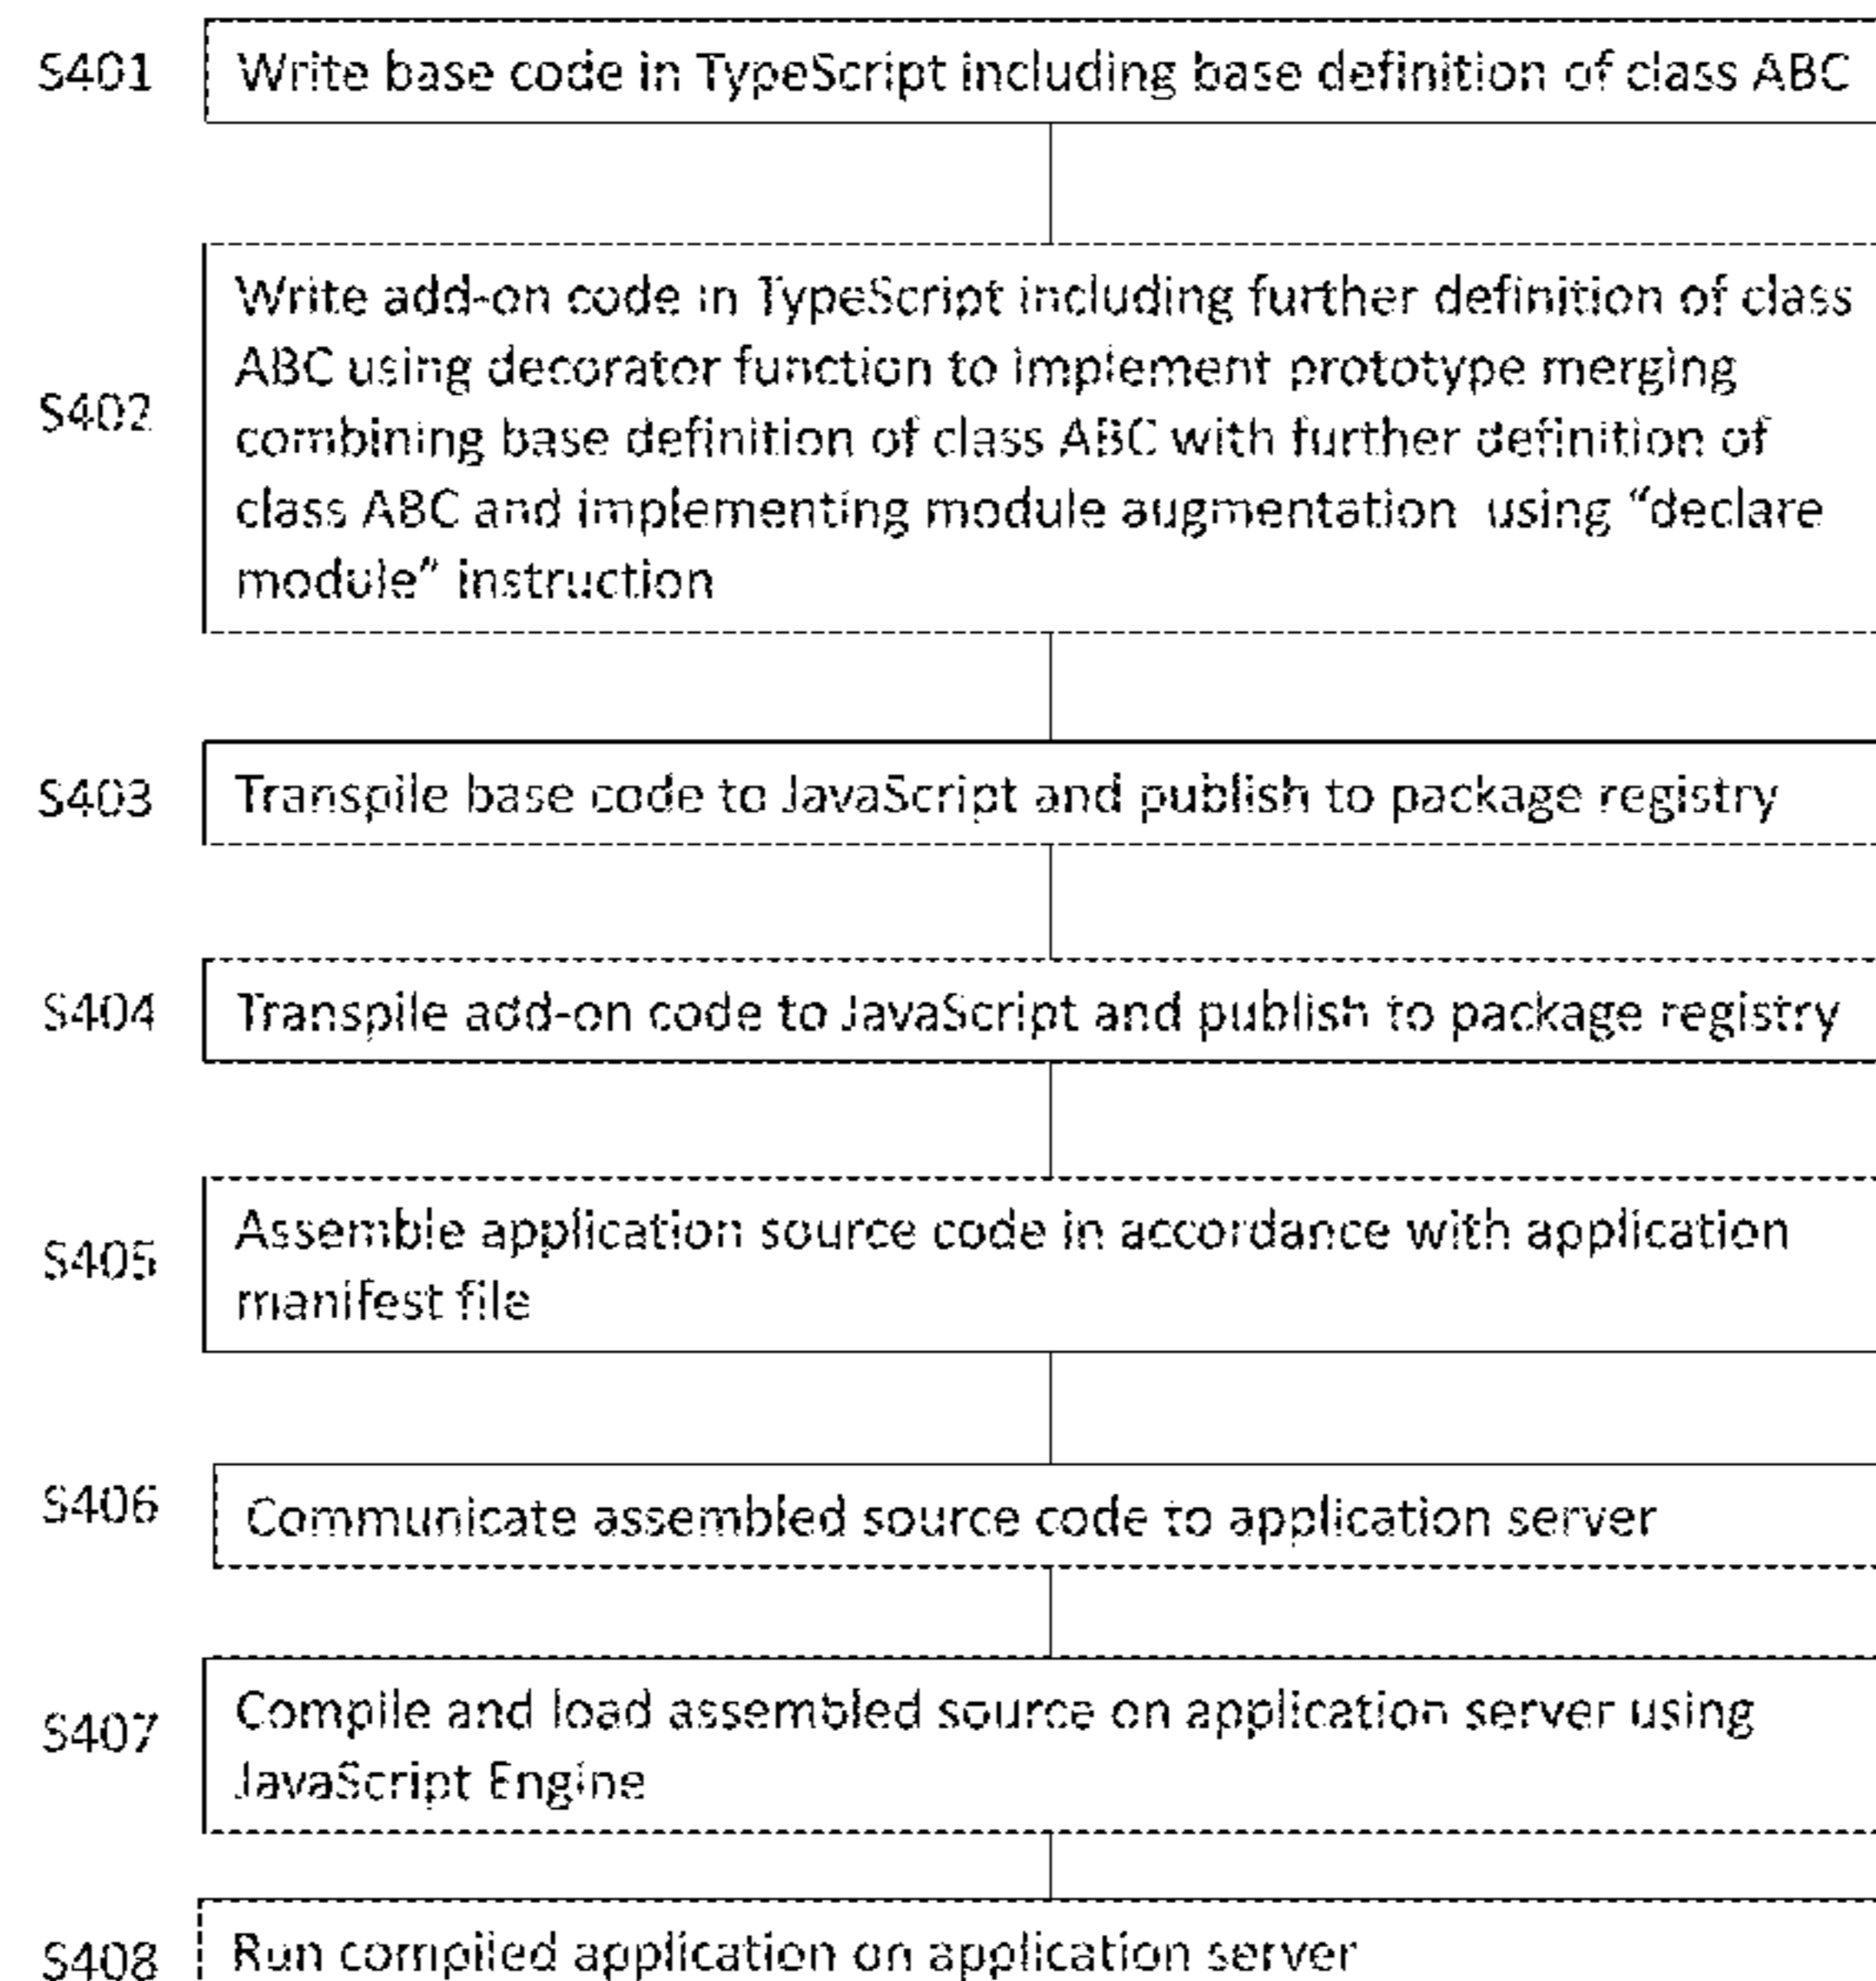 S401 Write base code in TypeScript including base definition of class ABC
Write add-on code in TypeScript including further definition of class
ABC using decorator function to implement prototype merging
S402 combining base definition of class ABC with further definition of
class ABC and implementing module augmentation using “declare
module” instruction
S403 Transpile base code to JavaScript and publish to package registry
S404 Transpile add-on code to JavaScript and publish to package registry
S405 Assemble application source code in accordance with application
manifest file
S406 Communicate assembled source code to application server
S407 Compile and load assembled source on application server using
JavaScript Engine
S408 Run compiled application on application server